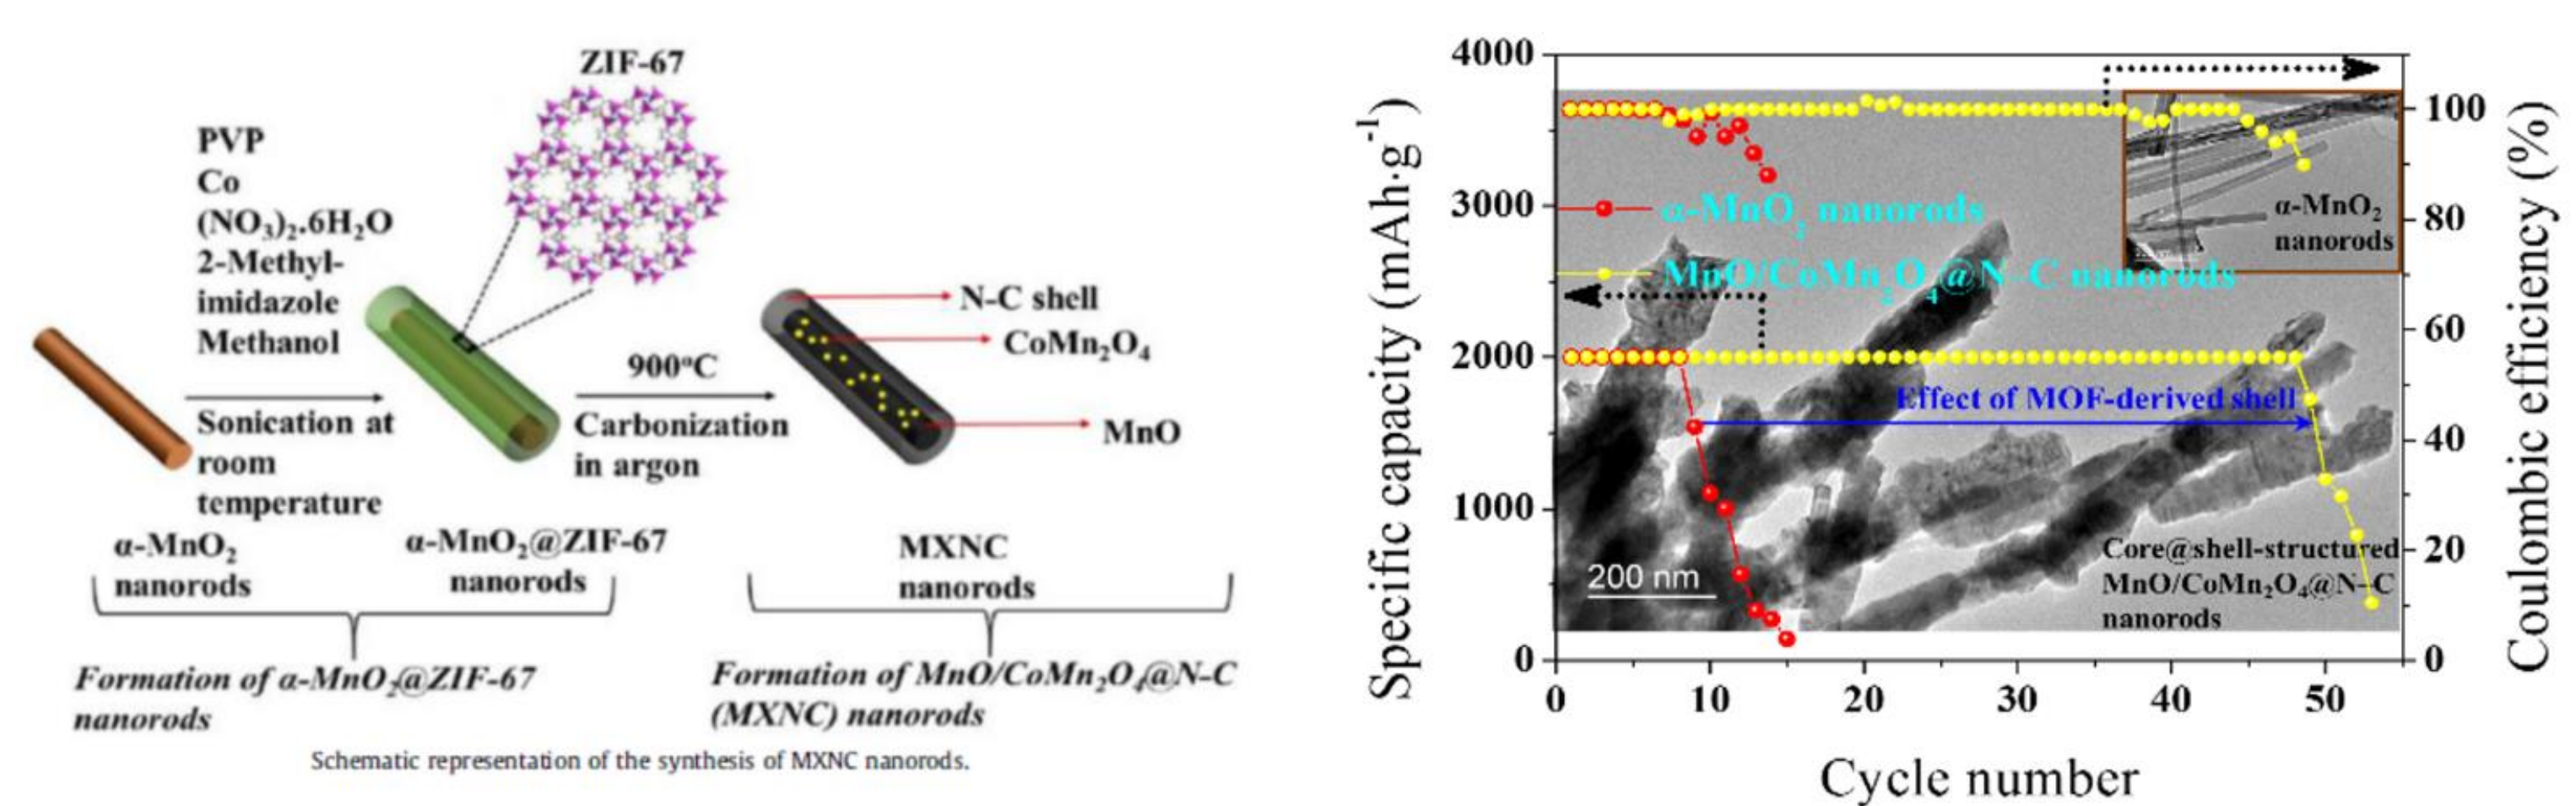 ZIF-67
PVP
Co
(NO₃)₂.6H₂O
2-Methyl-
imidazole
Methanol
Sonication at
room
temperature
900°C
Carbonization
in argon
N-C shell
CoMn₂O₄
MnO
α-MnO₂
nanorods
α-MnO₂@ZIF-67
nanorods
MXNC
nanorods
Formation of α-MnO₂@ZIF-67
nanorods
Formation of MnO/CoMn₂O₄@N-C
(MXNC) nanorods
Schematic representation of the synthesis of MXNC nanorods.
Specific capacity (mAh·g⁻¹)
4000
3000
2000
1000
0
α-MnO₂ nanorods
MnO/CoMn₂O₄@N-C nanorods
α-MnO₂
nanorods
Effect of MOF-derived shell
200 nm
Core@shell-structured
MnO/CoMn₂O₄@N-C
nanorods
100
80
60
40
20
0
Coulombic efficiency (%)
0 10 20 30 40 50
Cycle number